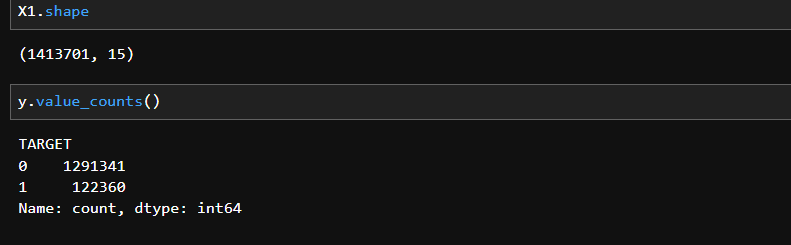 X1.shape
(1413701, 15)
y.value_counts()
TARGET
0    1291341
1     122360
Name: count, dtype: int64